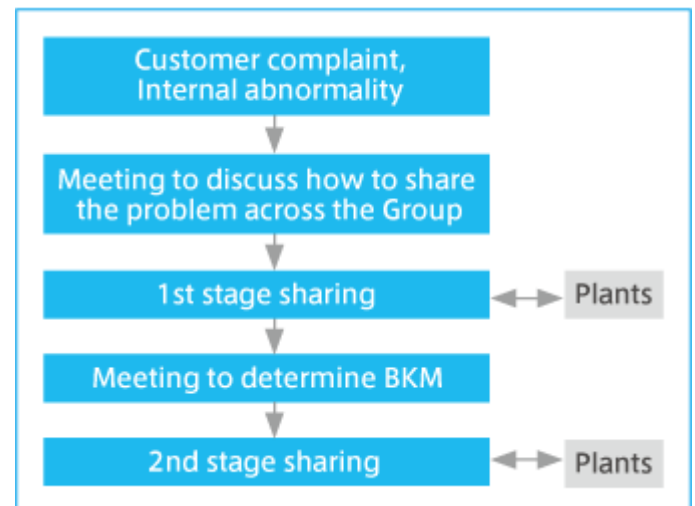 Customer complaint,
Internal abnormality
Meeting to discuss how to share
the problem across the Group
1st stage sharing
Plants
Meeting to determine BKM
2nd stage sharing
Plants